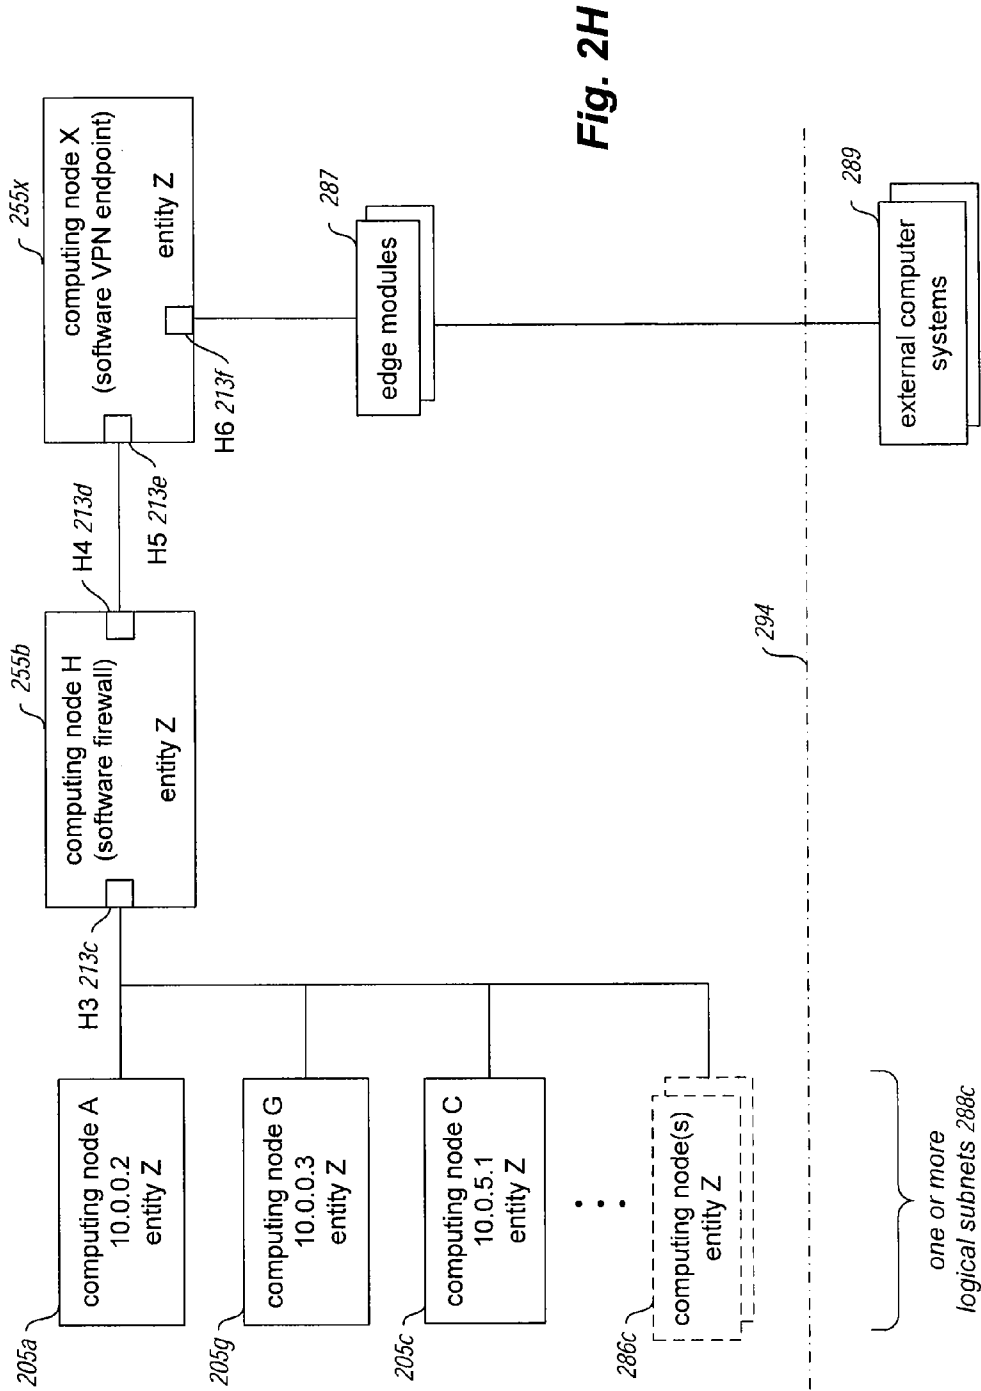 205a
computing node A
10.0.0.2
entity Z
205g
computing node G
10.0.0.3
entity Z
205c
computing node C
10.0.5.1
entity Z
286c
computing node(s)
entity Z
one or more
logical subnets 288c
H3 213c
255b
computing node H
(software firewall)
entity Z
H4 213d
H5 213e
255x
computing node X
(software VPN endpoint)
entity Z
H6 213f
287
edge modules
294
289
external computer
systems
Fig. 2H